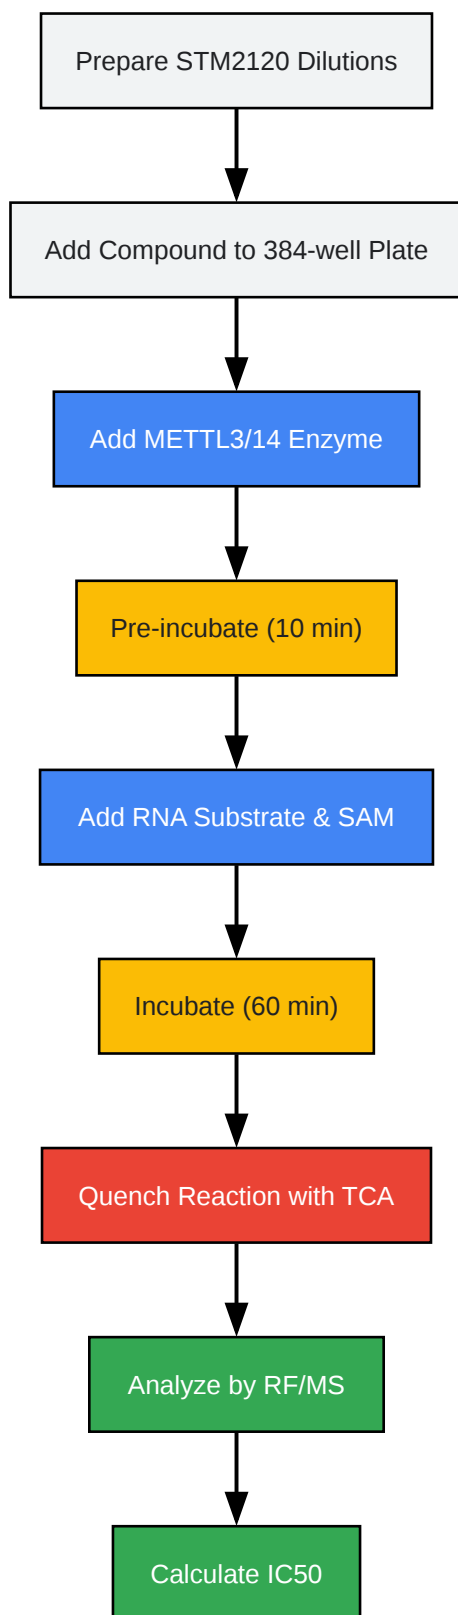 Prepare STM2120 Dilutions
Add Compound to 384-well Plate
Add METTL3/14 Enzyme
Pre-incubate (10 min)
Add RNA Substrate & SAM
Incubate (60 min)
Quench Reaction with TCA
Analyze by RF/MS
Calculate IC50